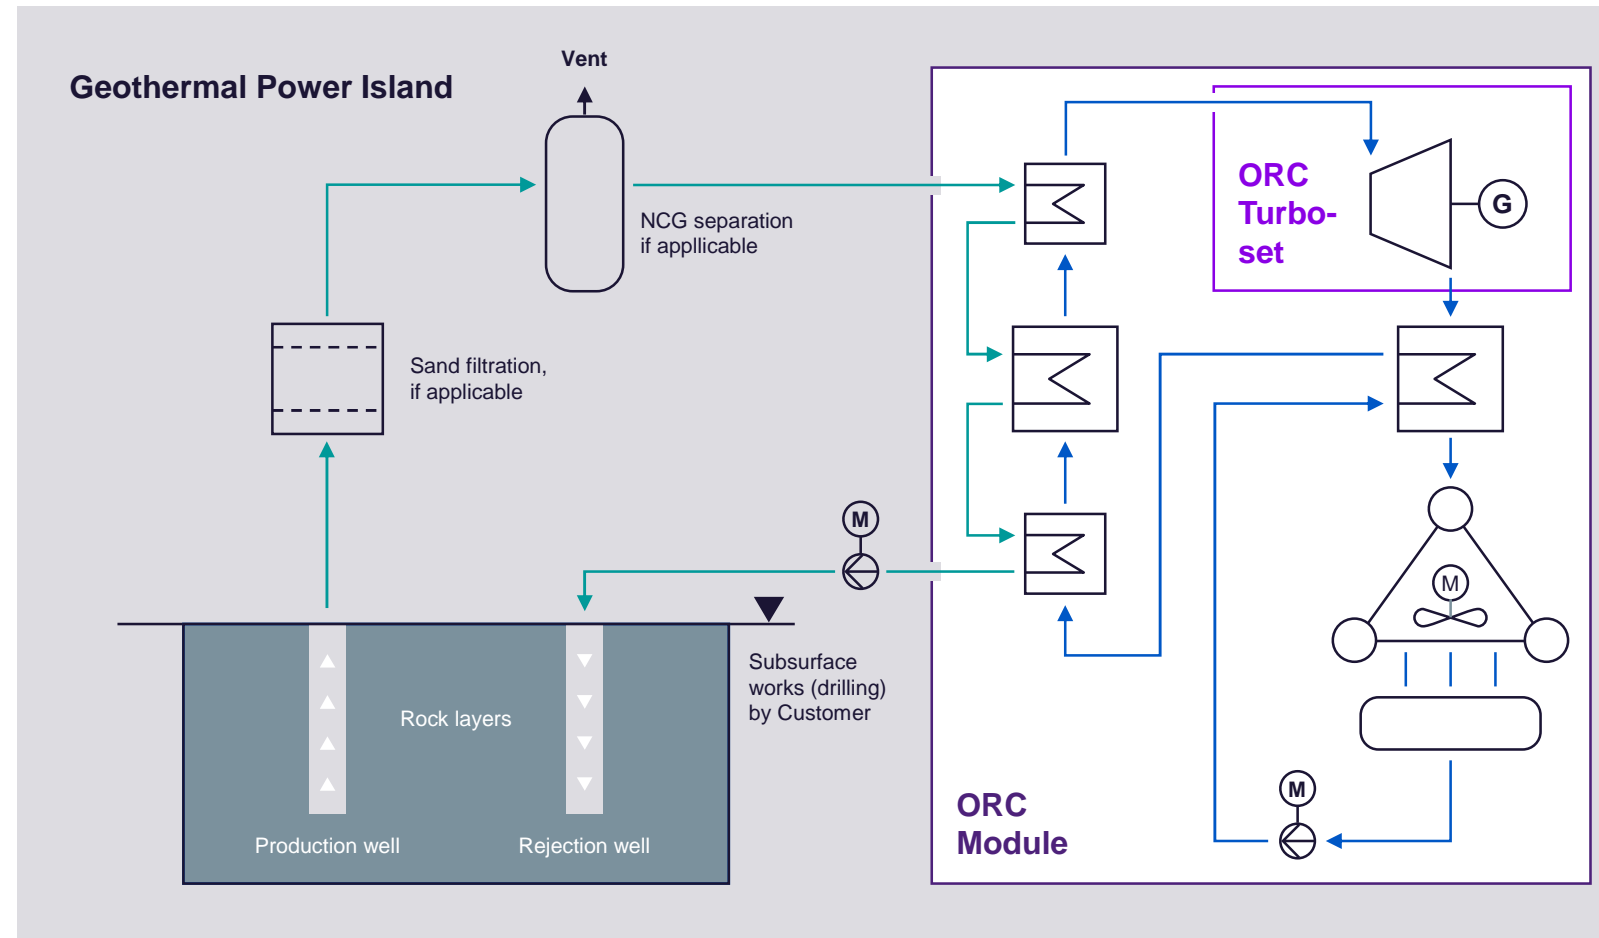 Geothermal Power Island
Vent
NCG separation
if appllicable
Sand filtration,
if applicable
ORC
Turbo-
set
G
M
M
Subsurface
works (drilling)
by Customer
Rock layers
Production well
Rejection well
ORC
Module
M